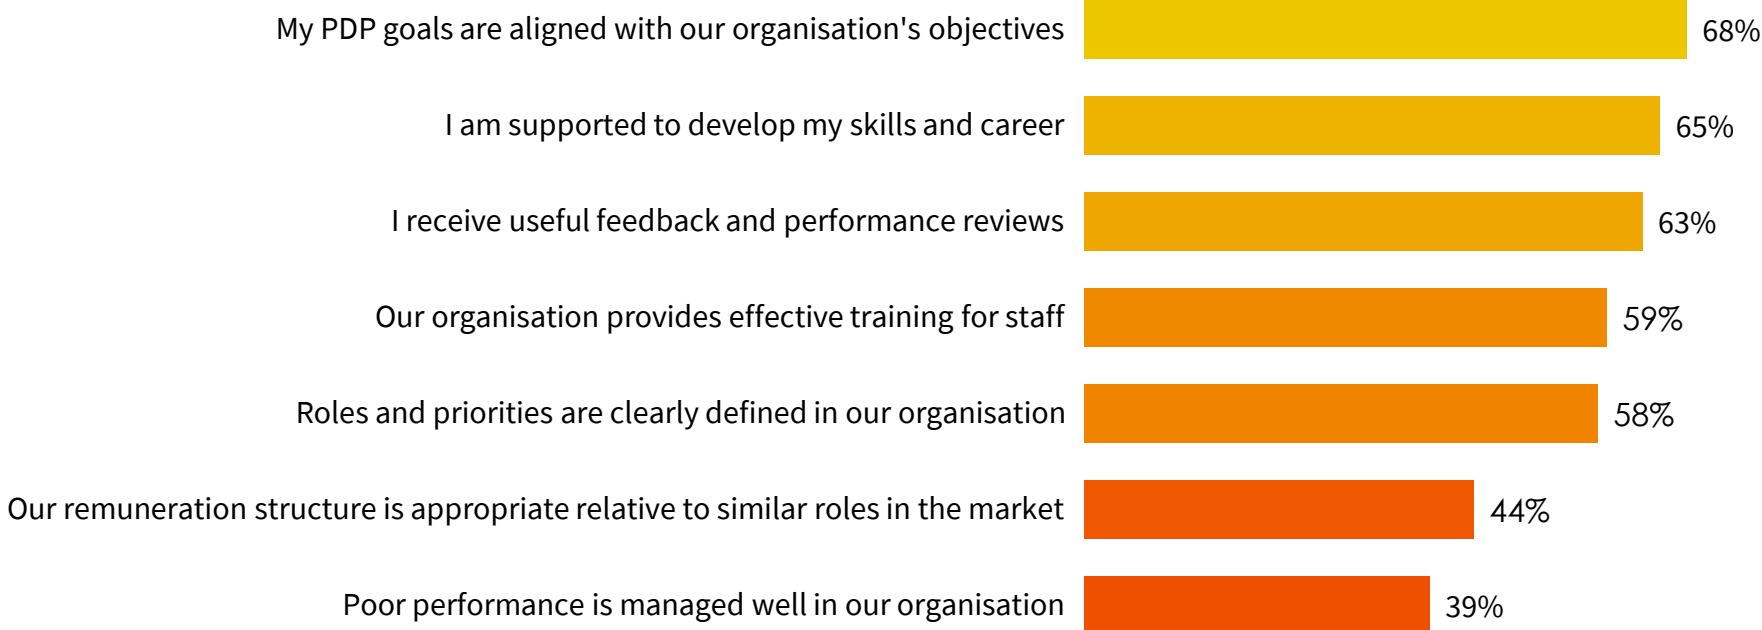 My PDP goals are aligned with our organisation's objectives 68%
I am supported to develop my skills and career 65%
I receive useful feedback and performance reviews 63%
Our organisation provides effective training for staff 59%
Roles and priorities are clearly defined in our organisation 58%
Our remuneration structure is appropriate relative to similar roles in the market 44%
Poor performance is managed well in our organisation 39%